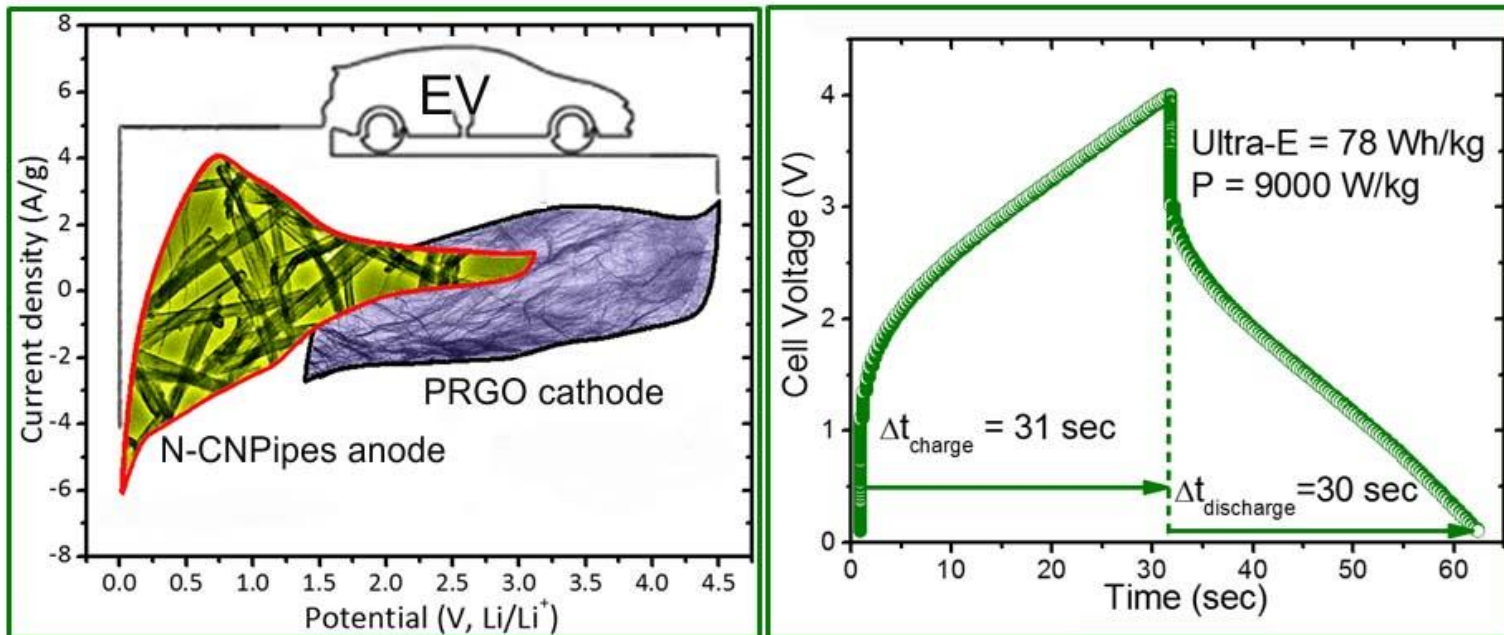 8
6
4
2
0
-2
-4
-6
-8
Current density (A/g)
EV
PRGO cathode
N-CNPipes anode
0.0 0.5 1.0 1.5 2.0 2.5 3.0 3.5 4.0 4.5
Potential (V, Li/Li⁺)
4
3
2
1
0
Cell Voltage (V)
Ultra-E = 78 Wh/kg
P = 9000 W/kg
Δt_charge = 31 sec
Δt_discharge =30 sec
0 10 20 30 40 50 60
Time (sec)